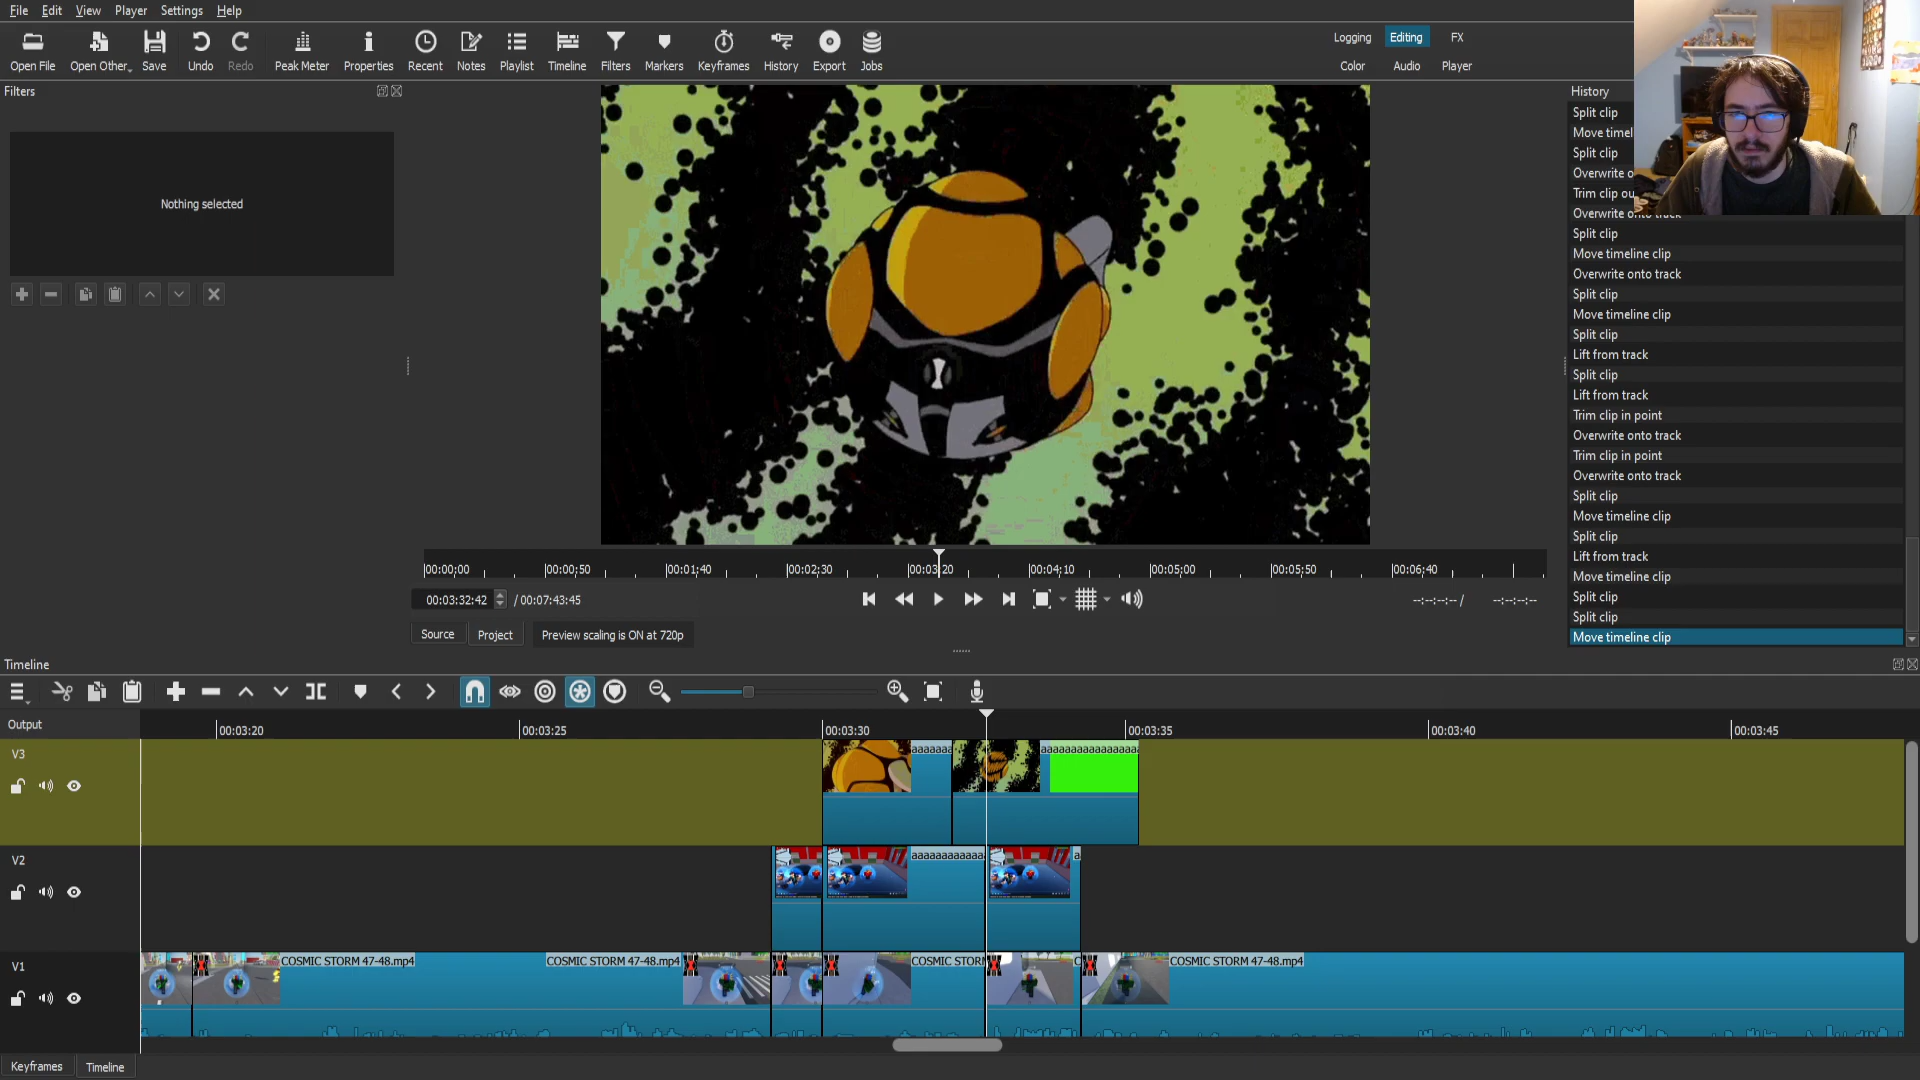 File Edit View Player Settings Help
Open File Open Other.. Save Undo Redo Peak Meter Properties Recent Notes Playlist Timeline Filters Markers Keyframes History Export Jobs
Logging Editing FX
Color Audio Player
Filters
Nothing selected
History
Split clip
Move timel
Split clip
Overwrite o
Trim clip ou
Overwrite onto track
Split clip
Move timeline clip
Overwrite onto track
Split clip
Move timeline clip
Split clip
Lift from track
Split clip
Lift from track
Trim clip in point
Overwrite onto track
Trim clip in point
Overwrite onto track
Split clip
Move timeline clip
Split clip
Lift from track
Move timeline clip
Split clip
Split clip
Move timeline clip
00:00:00 00:00;50 00:01:40 00:02;30 00:03;20 00:04;10 00:05;00 00:05;50 00:06;40
00:03:32:42 / 00:07:43:45
--:--:--:-- / --:--:--:--
Source Project Preview scaling is ON at 720p
Timeline
Output
00:03:20 00:03:25 00:03:30 00:03:35 00:03:40 00:03:45
V3
aaaaaaa aaaaaaaaaaaaaaa
V2
aaaaaaaaaaaa a
V1
COSMIC STORM 47-48.mp4 COSMIC STORM 47-48.mp4 COSMIC STORM C COSMIC STORM 47-48.mp4
Keyframes Timeline